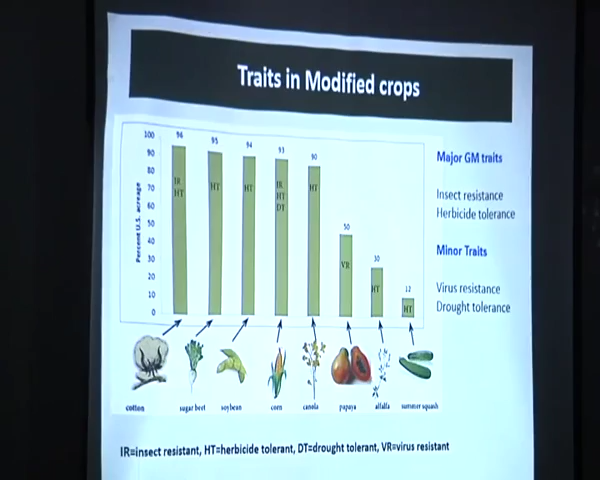 Traits in Modified crops
Percent U.S. acreage
100
90
80
70
60
50
40
30
20
10
0
96
95
94
93
90
50
30
12
IR
HT
HT
HT
IR
HT
DT
HT
VR
HT
HT
cotton
sugar beet
soybean
corn
canola
papaya
alfalfa
summer squash
Major GM traits
Insect resistance
Herbicide tolerance
Minor Traits
Virus resistance
Drought tolerance
IR=insect resistant, HT=herbicide tolerant, DT=drought tolerant, VR=virus resistant